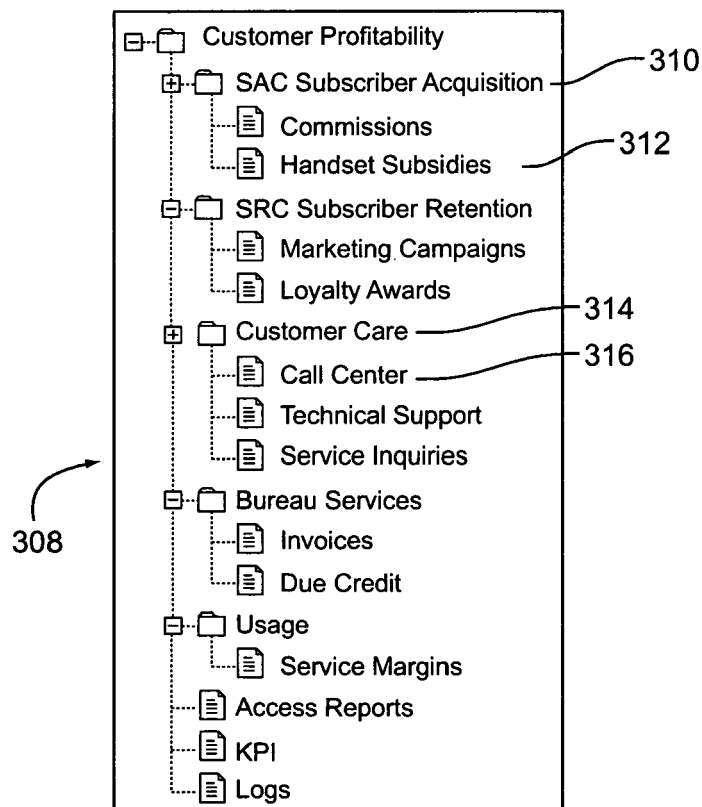 Customer Profitability
SAC Subscriber Acquisition
310
Commissions
Handset Subsidies
312
SRC Subscriber Retention
Marketing Campaigns
Loyalty Awards
Customer Care
314
Call Center
316
Technical Support
Service Inquiries
308
Bureau Services
Invoices
Due Credit
Usage
Service Margins
Access Reports
KPI
Logs